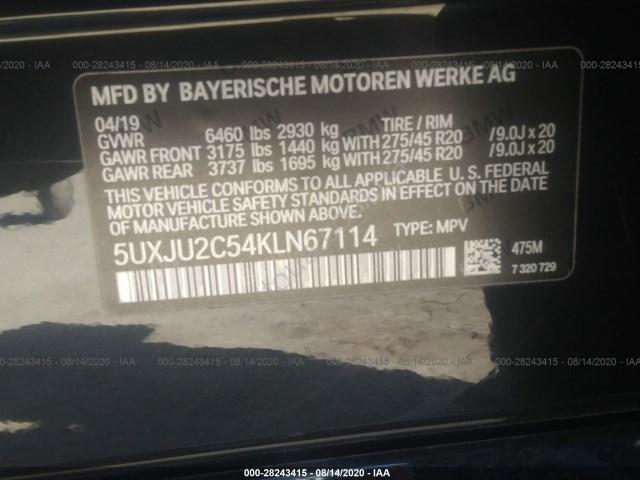 000-28243415 - 08/14/2020 - IAA
MFD BY BAYERISCHE MOTOREN WERKE AG
04/19 TIRE / RIM
GVWR 6460 lbs 2930 kg
GAWR FRONT 3175 lbs 1440 kg WITH 275/45 R20 /9.0J x 20
GAWR REAR 3737 lbs 1695 kg WITH 275/45 R20 /9.0J x 20
THIS VEHICLE CONFORMS TO ALL APPLICABLE U. S. FEDERAL
MOTOR VEHICLE SAFETY STANDARDS IN EFFECT ON THE DATE
OF MANUFACTURE SHOWN ABOVE.
5UXJU2C54KLN67114 TYPE: MPV
475M
7 320 729
000-28243415 - 08/14/2020 - IAA